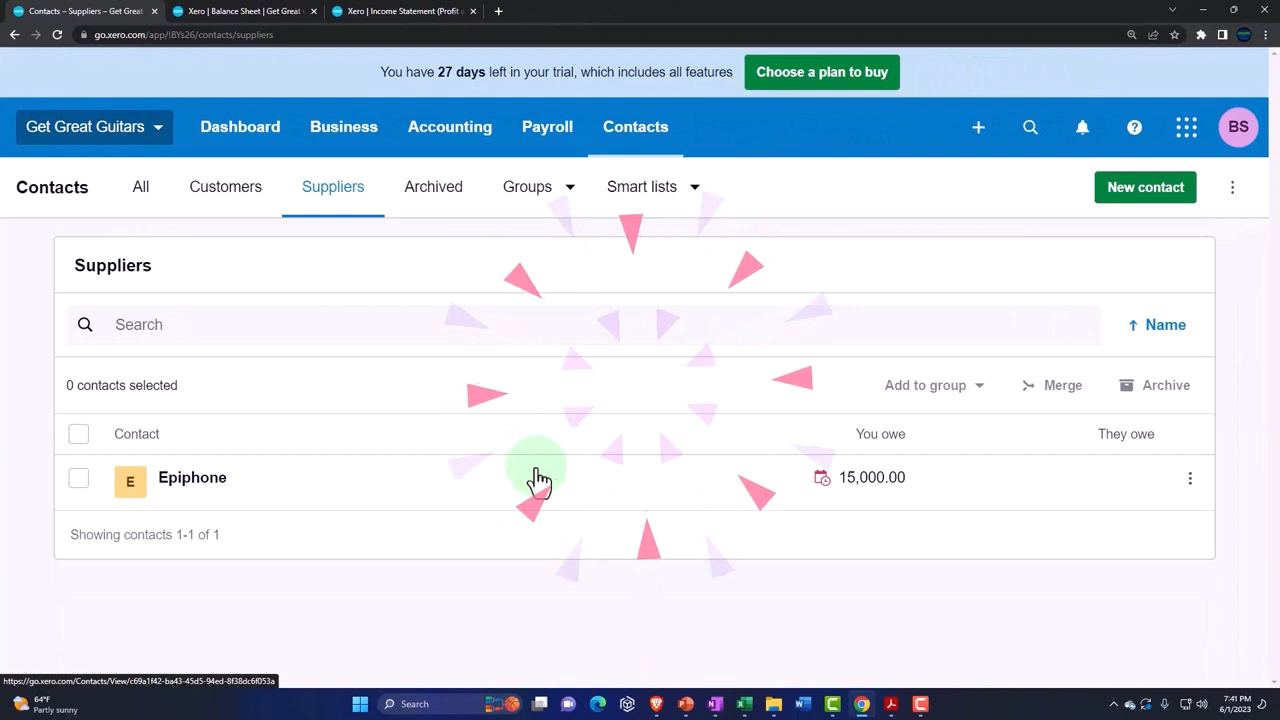 Contacts – Suppliers – Get Great
Xero | Balance Sheet | Get Great
Xero | Income Statement (Profit a
go.xero.com/app/!BYs26/contacts/suppliers
You have 27 days left in your trial, which includes all features
Choose a plan to buy
Get Great Guitars
Dashboard
Business
Accounting
Payroll
Contacts
BS
Contacts
All
Customers
Suppliers
Archived
Groups
Smart lists
New contact
Suppliers
Search
Name
0 contacts selected
Add to group
Merge
Archive
Contact
You owe
They owe
E
Epiphone
15,000.00
Showing contacts 1-1 of 1
https://go.xero.com/Contacts/View/c69a1f42-ba43-45d5-94ed-8f38dc6f053a
64°F
Partly sunny
Search
7:41 PM
6/1/2023